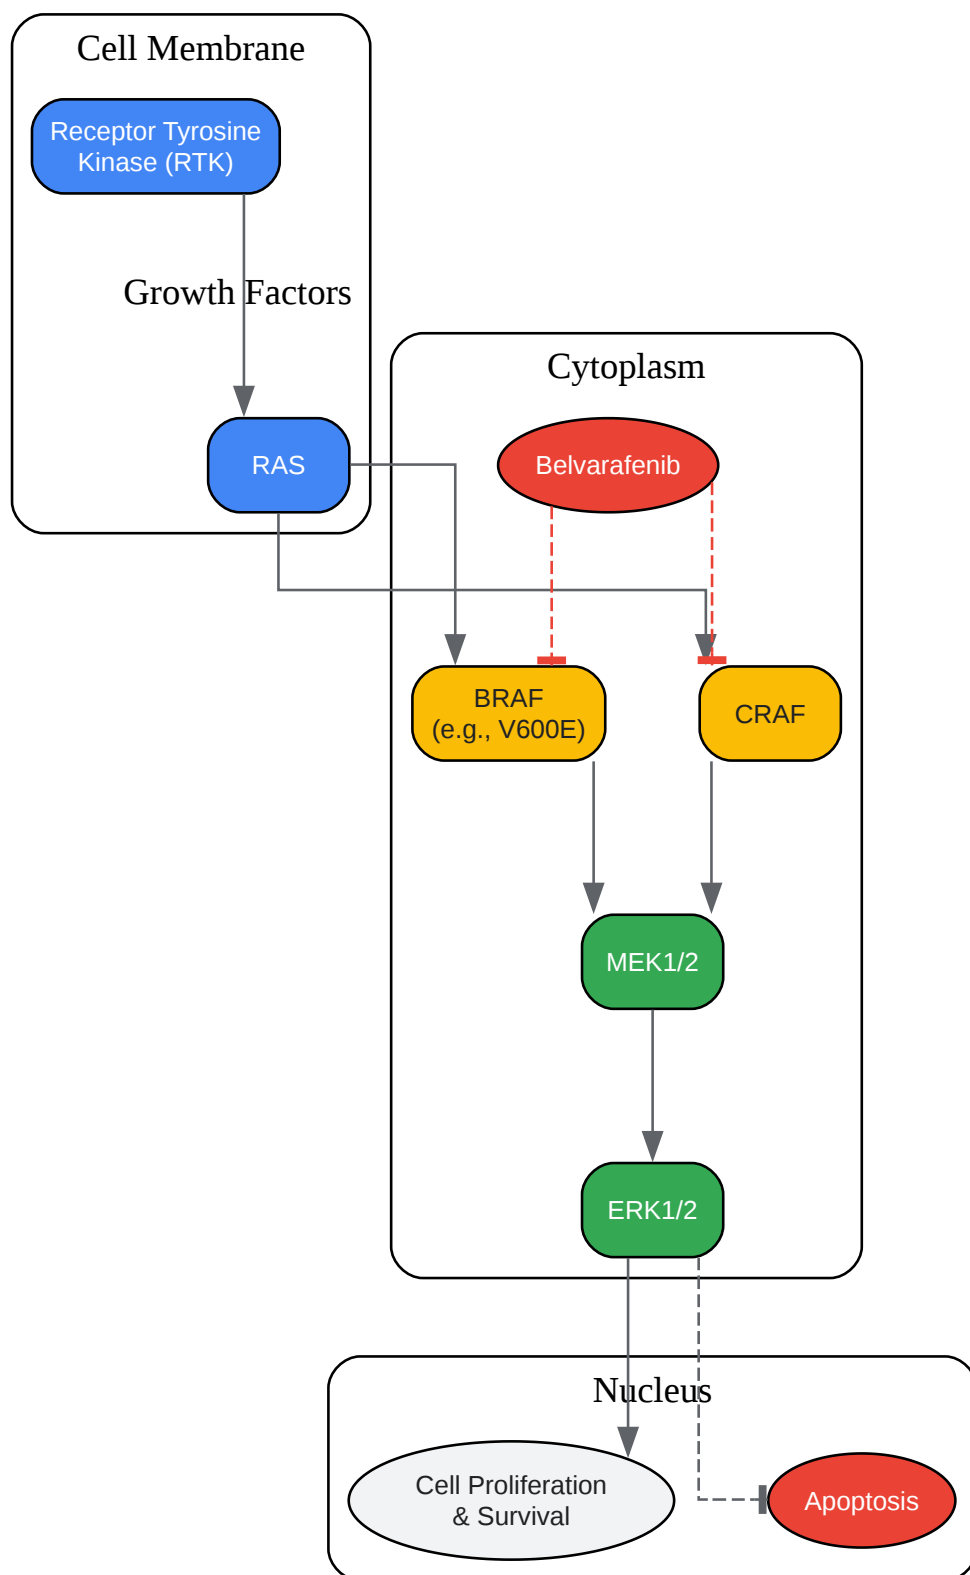 Cell Membrane
Receptor Tyrosine
Kinase (RTK)
Growth Factors
RAS
Cytoplasm
Belvarafenib
BRAF
(e.g., V600E)
CRAF
MEK1/2
ERK1/2
Nucleus
Cell Proliferation
& Survival
Apoptosis